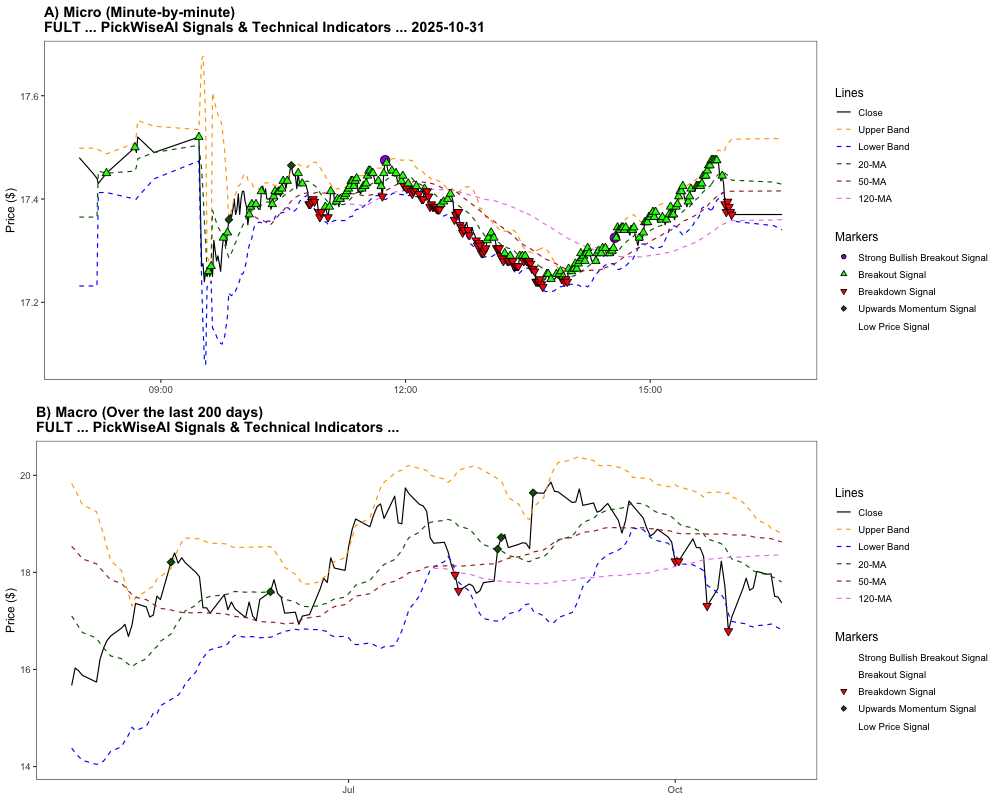 A) Micro (Minute-by-minute)
FULT ... PickWiseAI Signals & Technical Indicators ... 2025-10-31
Price ($)
17.6
17.4
17.2
09:00
12:00
15:00
Lines
Close
Upper Band
Lower Band
20-MA
50-MA
120-MA
Markers
Strong Bullish Breakout Signal
Breakout Signal
Breakdown Signal
Upwards Momentum Signal
Low Price Signal
B) Macro (Over the last 200 days)
FULT ... PickWiseAI Signals & Technical Indicators ...
Price ($)
20
18
16
14
Jul
Oct
Lines
Close
Upper Band
Lower Band
20-MA
50-MA
120-MA
Markers
Strong Bullish Breakout Signal
Breakout Signal
Breakdown Signal
Upwards Momentum Signal
Low Price Signal